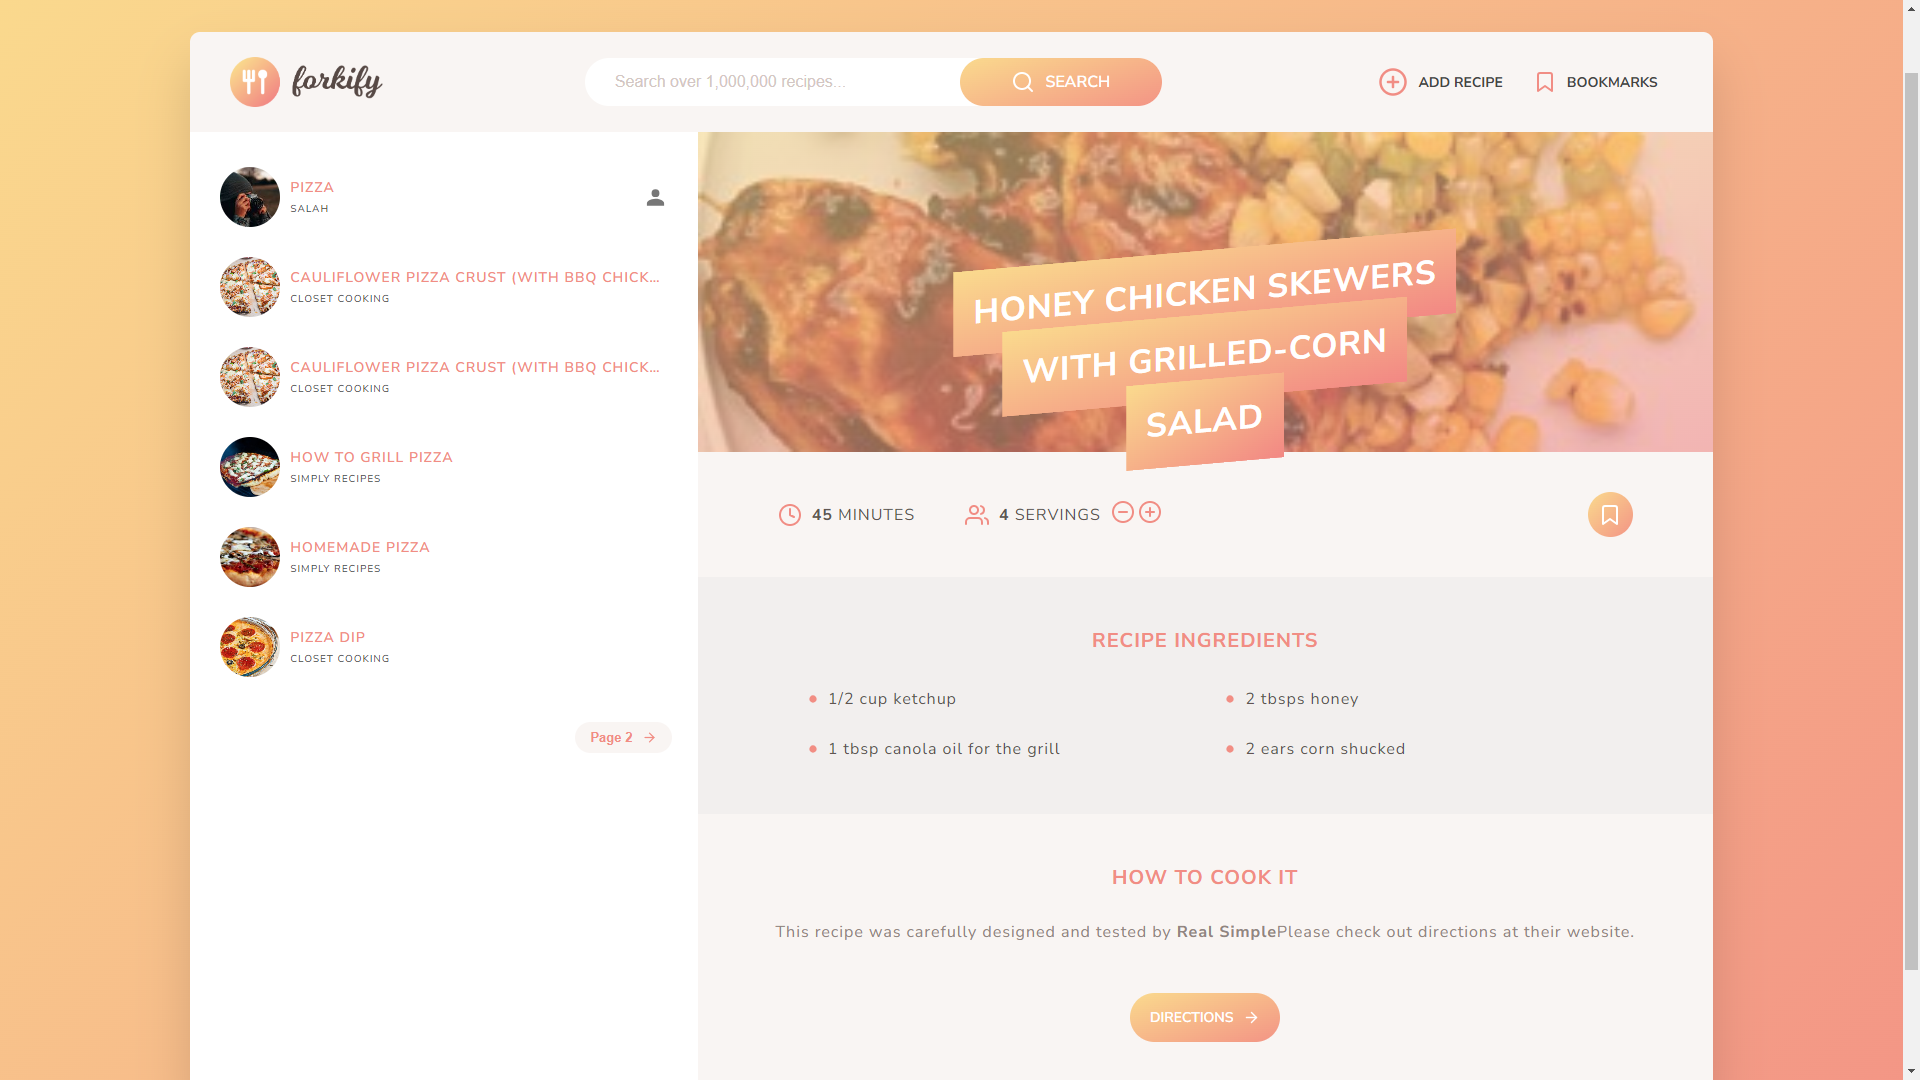 forkify
Search over 1,000,000 recipes...
SEARCH
ADD RECIPE
BOOKMARKS
PIZZA
SALAH
CAULIFLOWER PIZZA CRUST (WITH BBQ CHICK...
CLOSET COOKING
CAULIFLOWER PIZZA CRUST (WITH BBQ CHICK...
CLOSET COOKING
HOW TO GRILL PIZZA
SIMPLY RECIPES
HOMEMADE PIZZA
SIMPLY RECIPES
PIZZA DIP
CLOSET COOKING
Page 2
HONEY CHICKEN SKEWERS
WITH GRILLED-CORN
SALAD
45 MINUTES
4 SERVINGS
RECIPE INGREDIENTS
1/2 cup ketchup
2 tbsps honey
1 tbsp canola oil for the grill
2 ears corn shucked
HOW TO COOK IT
This recipe was carefully designed and tested by Real SimplePlease check out directions at their website.
DIRECTIONS